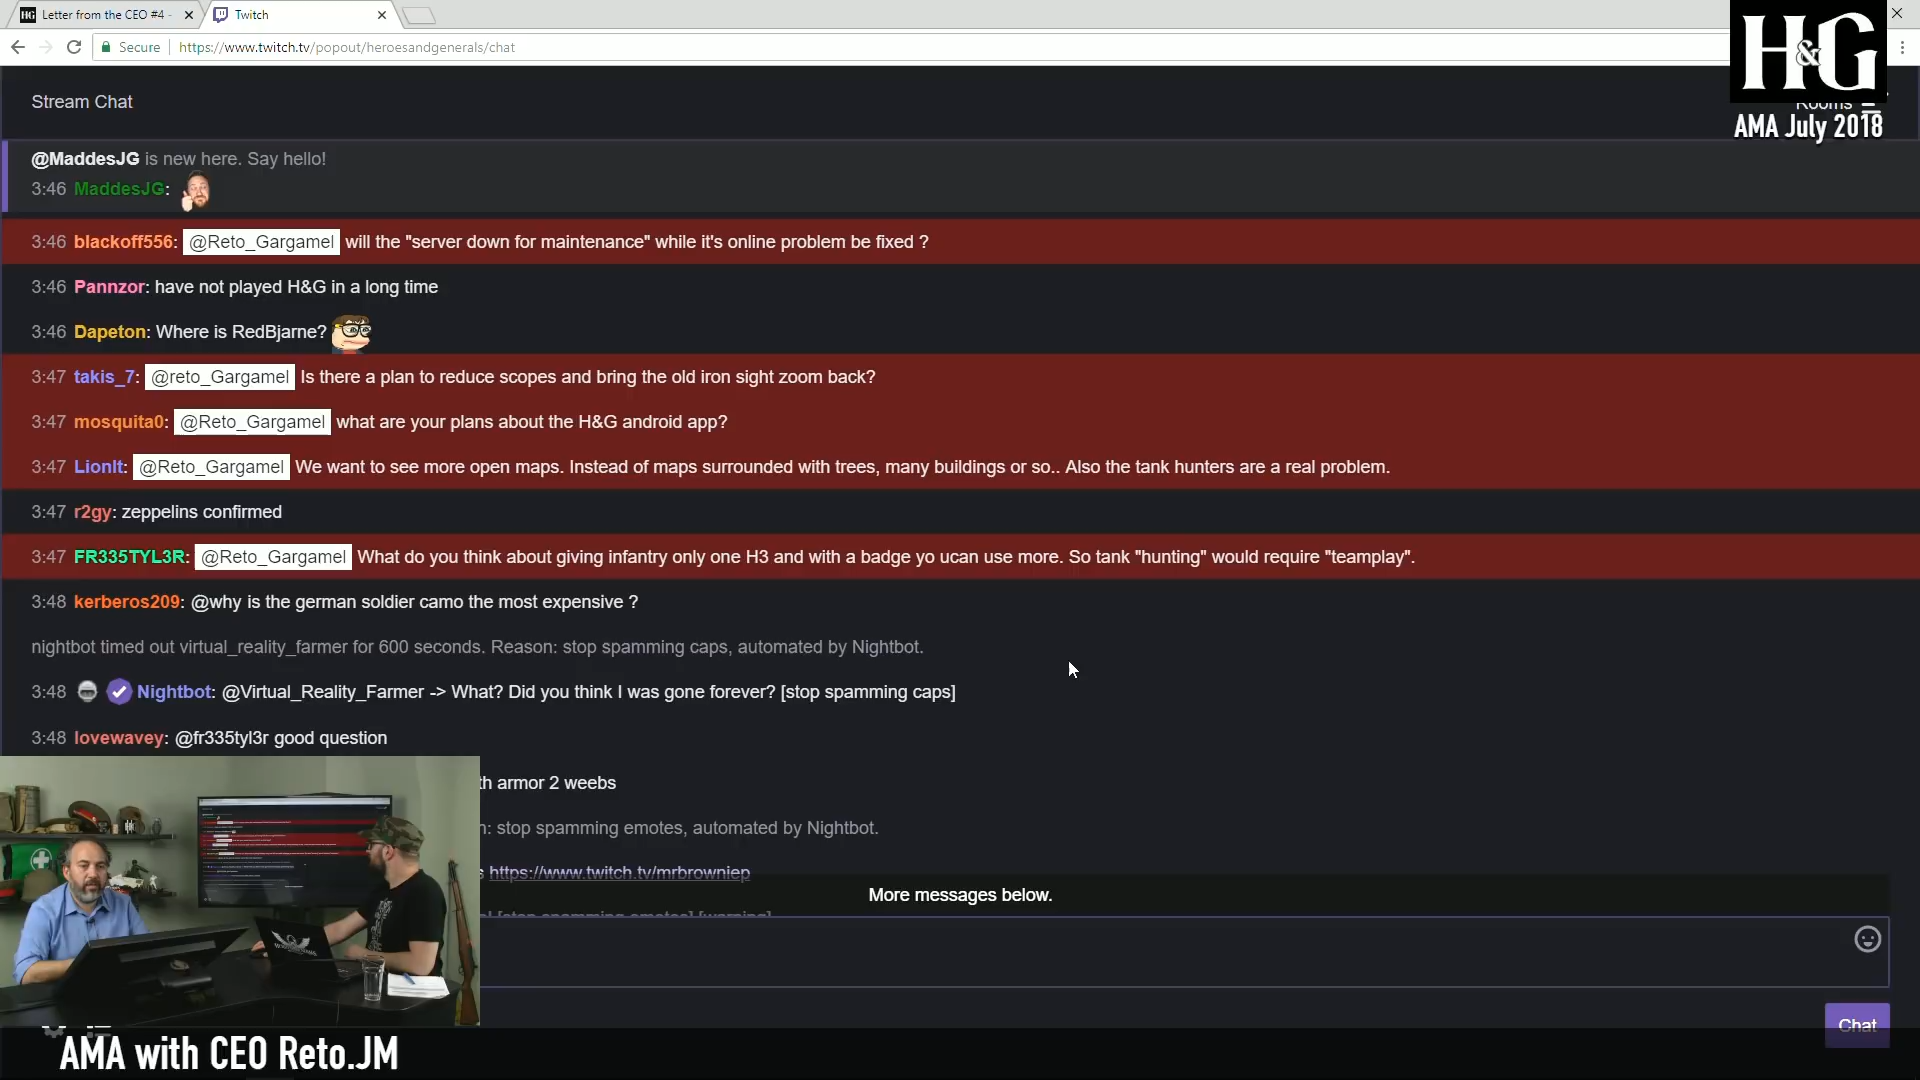 Letter from the CEO #4 -
Twitch
Secure
https://www.twitch.tv/popout/heroesandgenerals/chat
H&G
Stream Chat
Rooms
AMA July 2018
@MaddesJG is new here. Say hello!
3:46 MaddesJG:
3:46 blackoff556: @Reto_Gargamel will the "server down for maintenance" while it's online problem be fixed ?
3:46 Pannzor: have not played H&G in a long time
3:46 Dapeton: Where is RedBjarne?
3:47 takis_7: @reto_Gargamel Is there a plan to reduce scopes and bring the old iron sight zoom back?
3:47 mosquita0: @Reto_Gargamel what are your plans about the H&G android app?
3:47 LionIt: @Reto_Gargamel We want to see more open maps. Instead of maps surrounded with trees, many buildings or so.. Also the tank hunters are a real problem.
3:47 r2gy: zeppelins confirmed
3:47 FR335TYL3R: @Reto_Gargamel What do you think about giving infantry only one H3 and with a badge yo ucan use more. So tank "hunting" would require "teamplay".
3:48 kerberos209: @why is the german soldier camo the most expensive ?
nightbot timed out virtual_reality_farmer for 600 seconds. Reason: stop spamming caps, automated by Nightbot.
3:48 Nightbot: @Virtual_Reality_Farmer -> What? Did you think I was gone forever? [stop spamming caps]
3:48 lovewavey: @fr335tyl3r good question
th armor 2 weebs
n: stop spamming emotes, automated by Nightbot.
s https://www.twitch.tv/mrbrowniep
[stop spamming emotes] [warning]
More messages below.
Chat
AMA with CEO Reto.JM